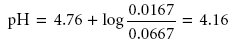 pH = 4.76 + log 0.0167/0.0667 = 4.16